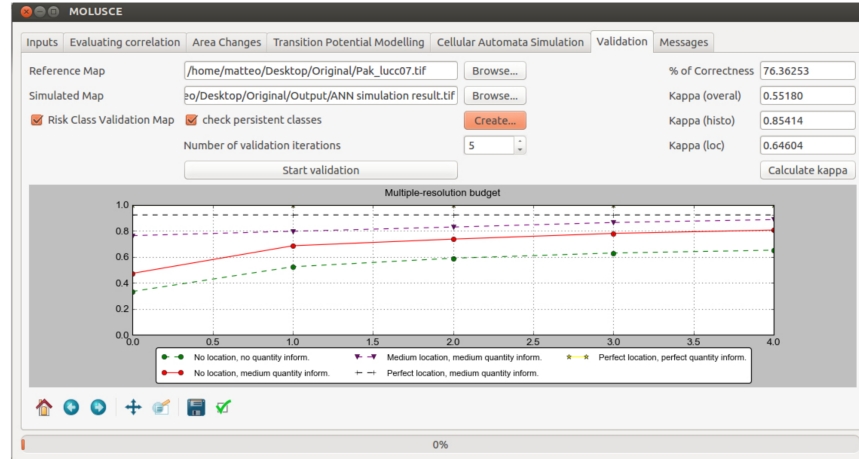 MOLUSCE
Inputs Evaluating correlation Area Changes Transition Potential Modelling Cellular Automata Simulation Validation Messages
Reference Map /home/matteo/Desktop/Original/Pak_lucc07.tif Browse... % of Correctness 76.36253
Simulated Map eo/Desktop/Original/Output/ANN simulation result.tif Browse... Kappa (overal) 0.55180
Risk Class Validation Map check persistent classes Create... Kappa (histo) 0.85414
Number of validation iterations 5 Kappa (loc) 0.64604
Start validation Calculate kappa
Multiple-resolution budget
1.0
0.8
0.6
0.4
0.2
0.0
0.0 0.5 1.0 1.5 2.0 2.5 3.0 3.5 4.0
No location, no quantity inform. Medium location, medium quantity inform. Perfect location, perfect quantity inform.
No location, medium quantity inform. Perfect location, medium quantity inform.
0%